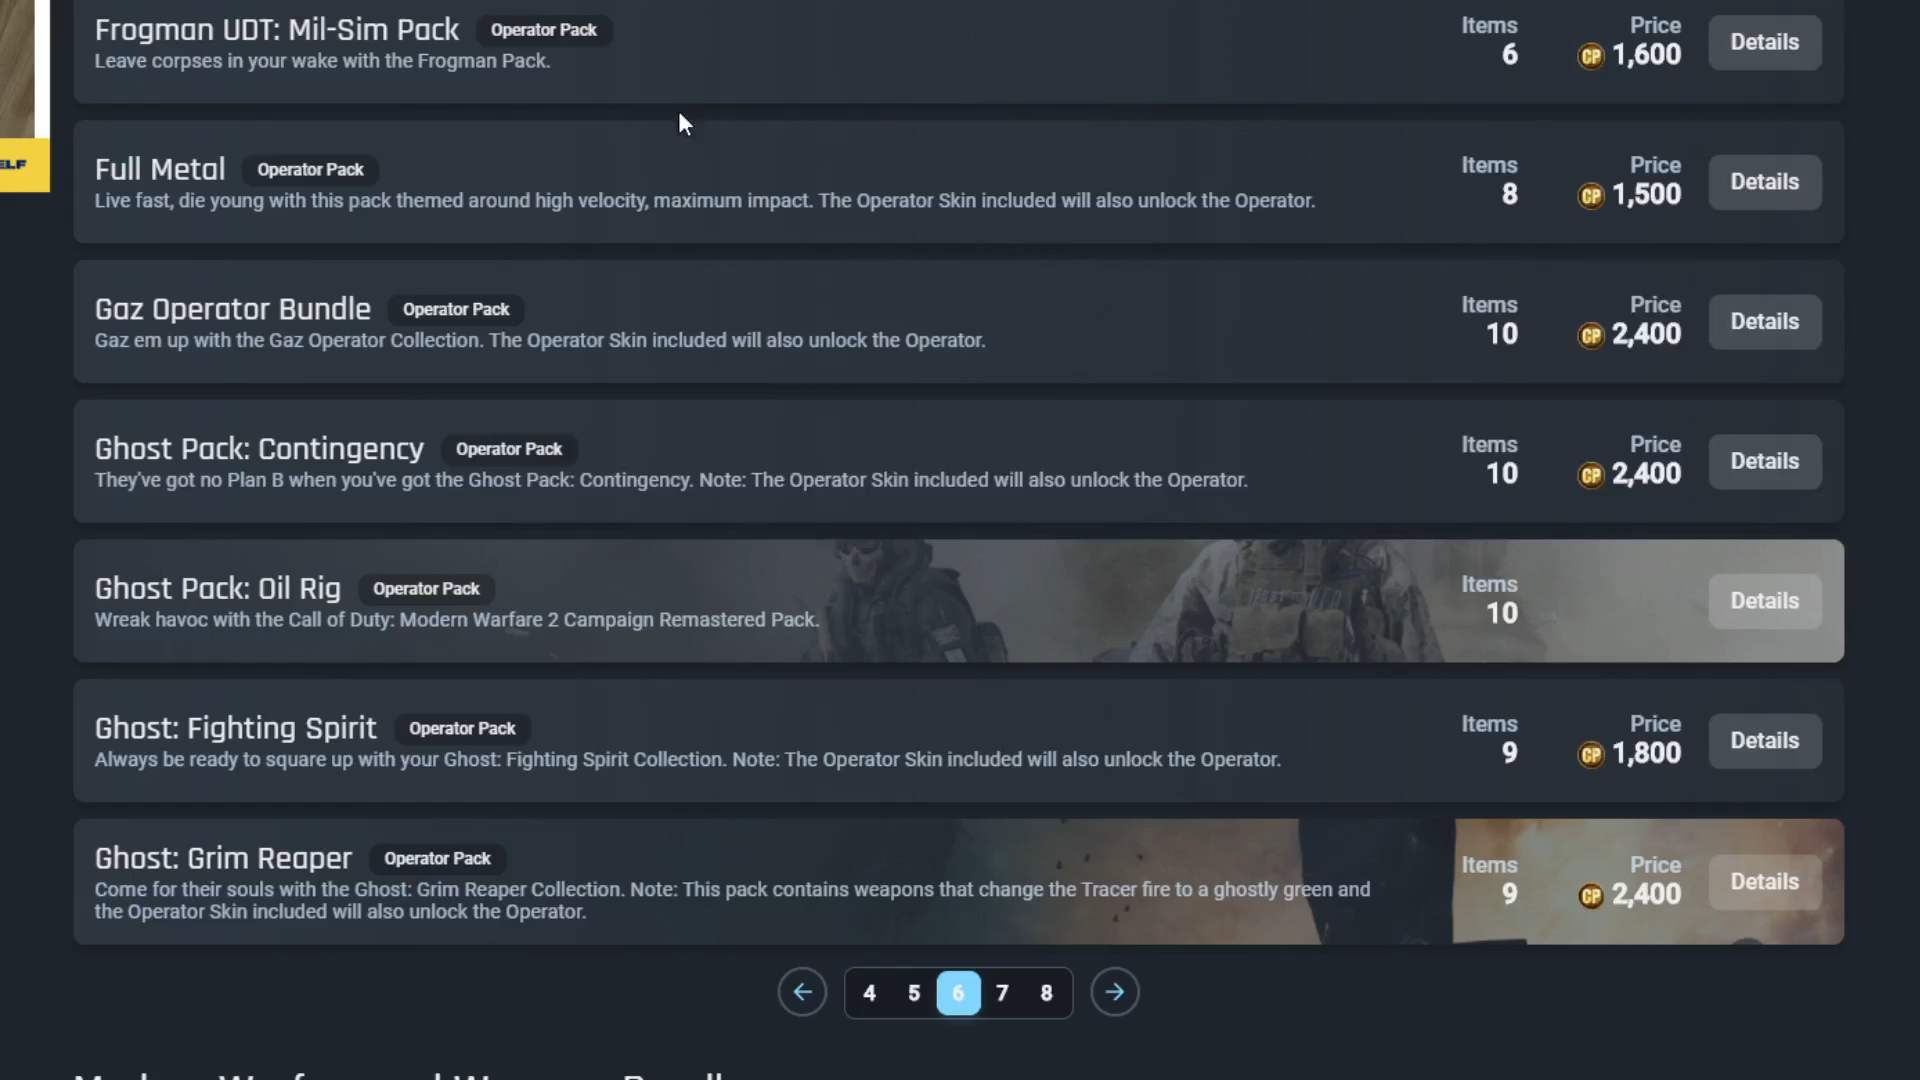 Frogman UDT: Mil-Sim Pack Operator Pack Items Price
Leave corpses in your wake with the Frogman Pack. 6 CP 1,600 Details
ELF
Full Metal Operator Pack Items Price
Live fast, die young with this pack themed around high velocity, maximum impact. The Operator Skin included will also unlock the Operator. 8 CP 1,500 Details
Gaz Operator Bundle Operator Pack Items Price
Gaz em up with the Gaz Operator Collection. The Operator Skin included will also unlock the Operator. 10 CP 2,400 Details
Ghost Pack: Contingency Operator Pack Items Price
They've got no Plan B when you've got the Ghost Pack: Contingency. Note: The Operator Skin included will also unlock the Operator. 10 CP 2,400 Details
Ghost Pack: Oil Rig Operator Pack Items
Wreak havoc with the Call of Duty: Modern Warfare 2 Campaign Remastered Pack. 10 Details
Ghost: Fighting Spirit Operator Pack Items Price
Always be ready to square up with your Ghost: Fighting Spirit Collection. Note: The Operator Skin included will also unlock the Operator. 9 CP 1,800 Details
Ghost: Grim Reaper Operator Pack Items Price
Come for their souls with the Ghost: Grim Reaper Collection. Note: This pack contains weapons that change the Tracer fire to a ghostly green and 9 CP 2,400 Details
the Operator Skin included will also unlock the Operator.
4 5 6 7 8